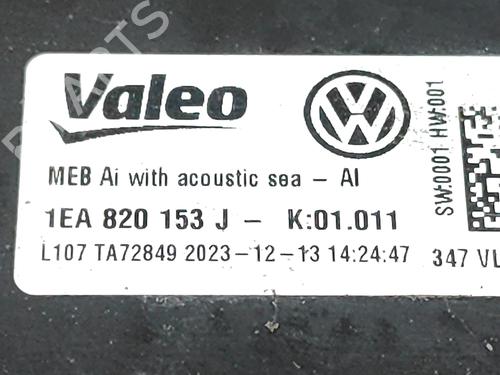 Valeo
MEB Ai with acoustic sea - AI
1EA 820 153 J - K:01.011
L107 TA72849 2023-12-13 14:24:47
347 VL
SW:0001 HW:001
PARTS